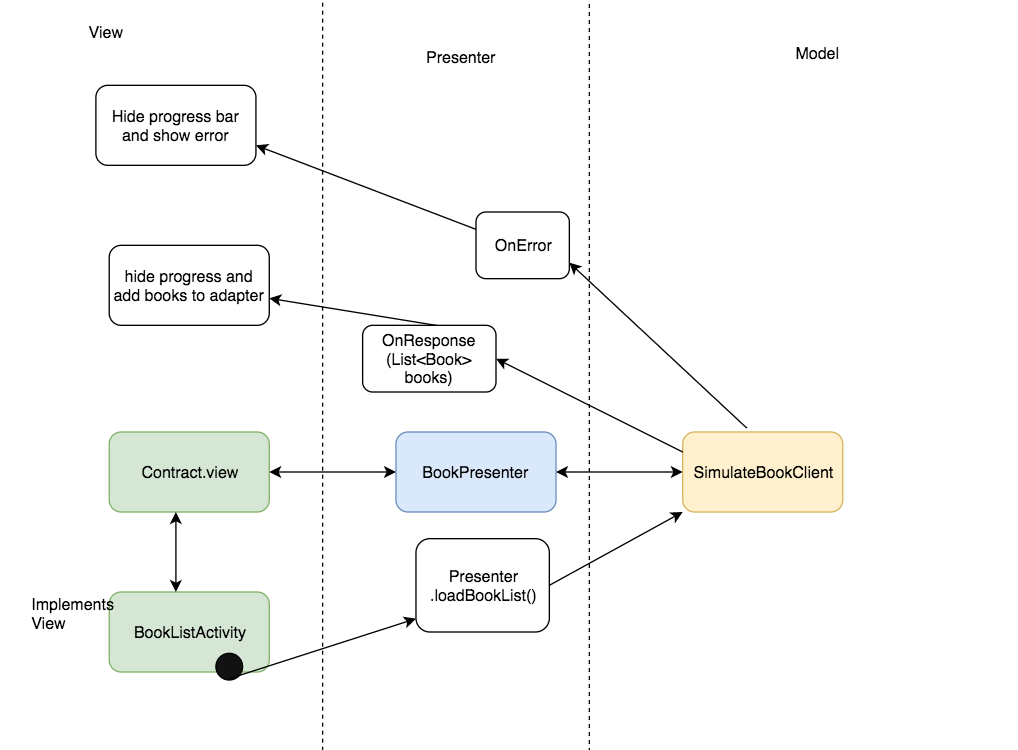 View
Presenter
Model
Hide progress bar
and show error
OnError
hide progress and
add books to adapter
OnResponse
(List<Book>
books)
Contract.view
BookPresenter
SimulateBookClient
Presenter
.loadBookList()
Implements
View
BookListActivity